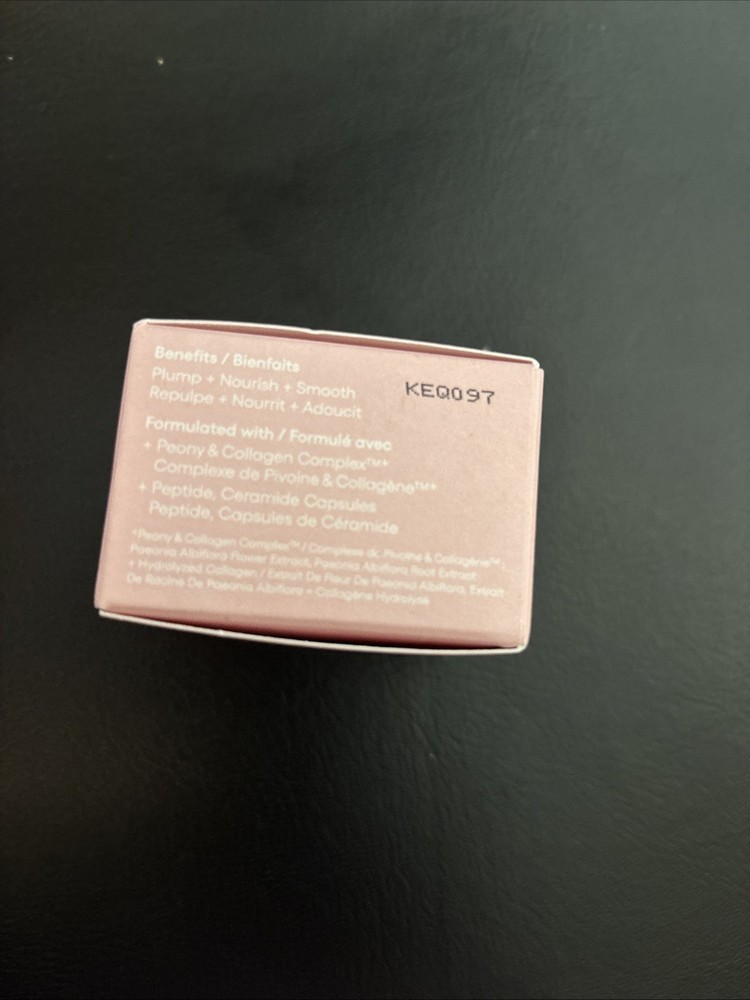 Benefits / Bienfaits
Plump + Nourish + Smooth
Repulpe + Nourrit + Adoucit
KEQ097
Formulated with / Formulé avec
+ Peony & Collagen Complex™*
Complexe de Pivoine & Collagène™*
+ Peptide, Ceramide Capsules
Peptide, Capsules de Céramide
*Peony & Collagen Complex™ / Complexe de Pivoine & Collagène™:
Paeonia Albiflora Flower Extract, Paeonia Albiflora Root Extract
+ Hydrolyzed Collagen / Extrait De Fleur De Paeonia Albiflora, Extrait
De Racine De Paeonia Albiflora + Collagène Hydrolysé